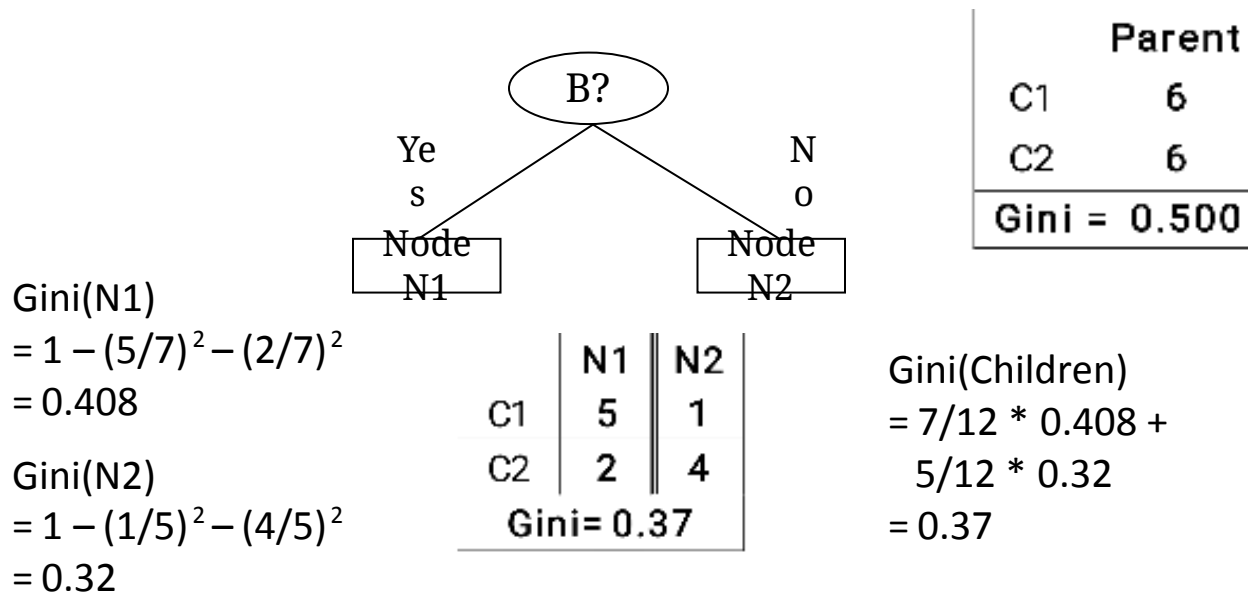 B?
Ye
s
N
o
Node
N1
Node
N2
Parent
C1 6
C2 6
Gini = 0.500
Gini(N1)
= 1 – (5/7)² – (2/7)²
= 0.408
Gini(N2)
= 1 – (1/5)² – (4/5)²
= 0.32
N1 N2
C1 5 1
C2 2 4
Gini= 0.37
Gini(Children)
= 7/12 * 0.408 +
5/12 * 0.32
= 0.37